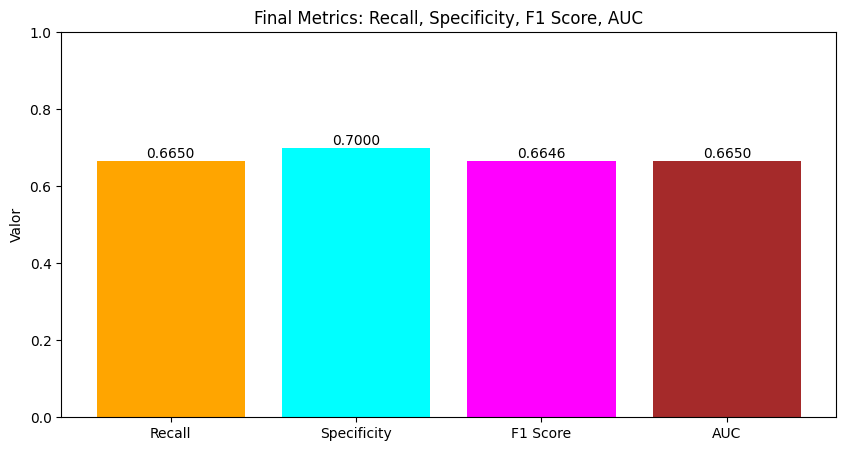 Final Metrics: Recall, Specificity, F1 Score, AUC
Valor
1.0
0.8
0.6
0.4
0.2
0.0
0.6650
0.7000
0.6646
0.6650
Recall
Specificity
F1 Score
AUC